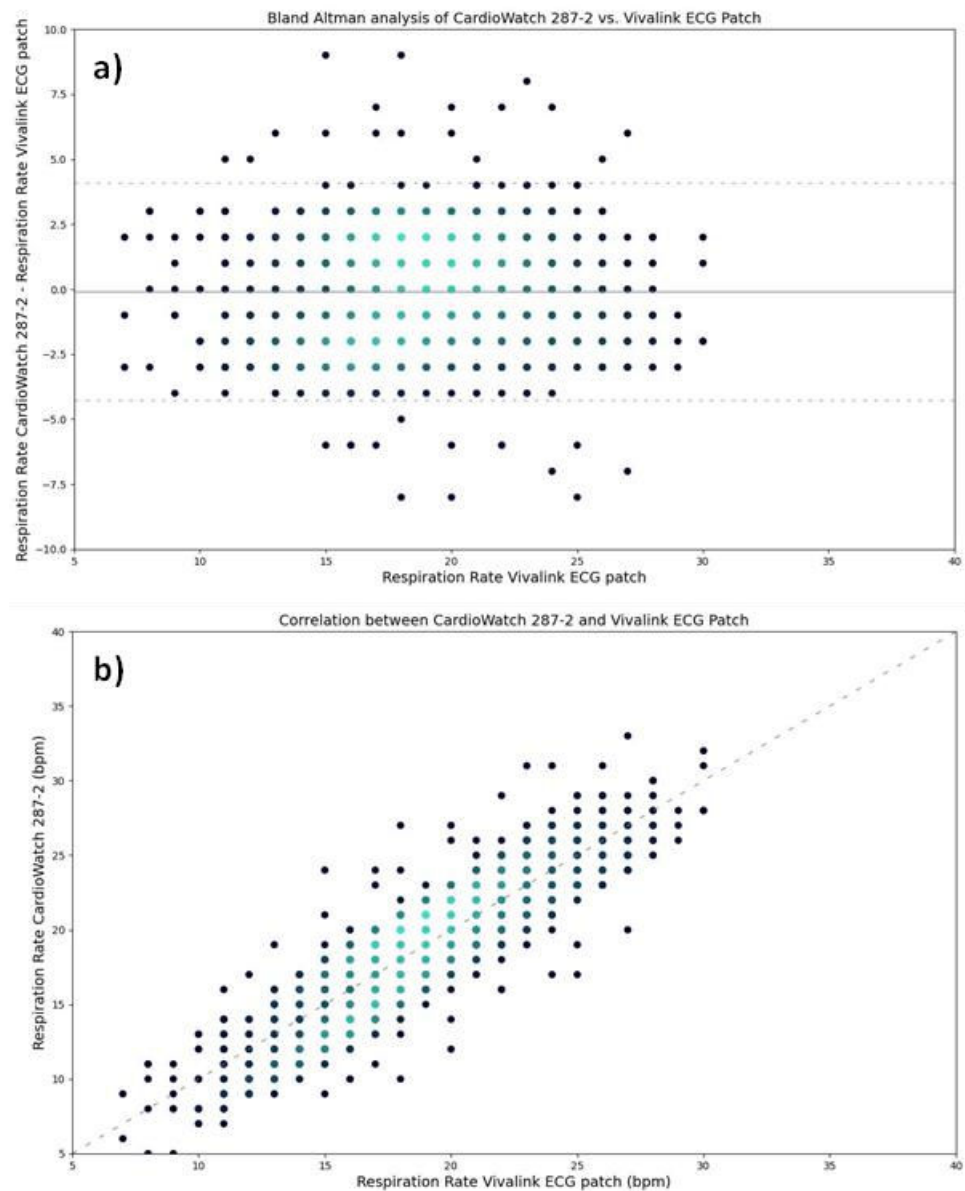 Bland Altman analysis of CardioWatch 287-2 vs. Vivalink ECG Patch
a)
Respiration Rate CardioWatch 287-2 - Respiration Rate Vivalink ECG patch
10.0
7.5
5.0
2.5
0.0
−2.5
−5.0
−7.5
−10.0
5 10 15 20 25 30 35 40
Respiration Rate Vivalink ECG patch
Correlation between CardioWatch 287-2 and Vivalink ECG Patch
b)
Respiration Rate CardioWatch 287-2 (bpm)
40
35
30
25
20
15
10
5
5 10 15 20 25 30 35 40
Respiration Rate Vivalink ECG patch (bpm)